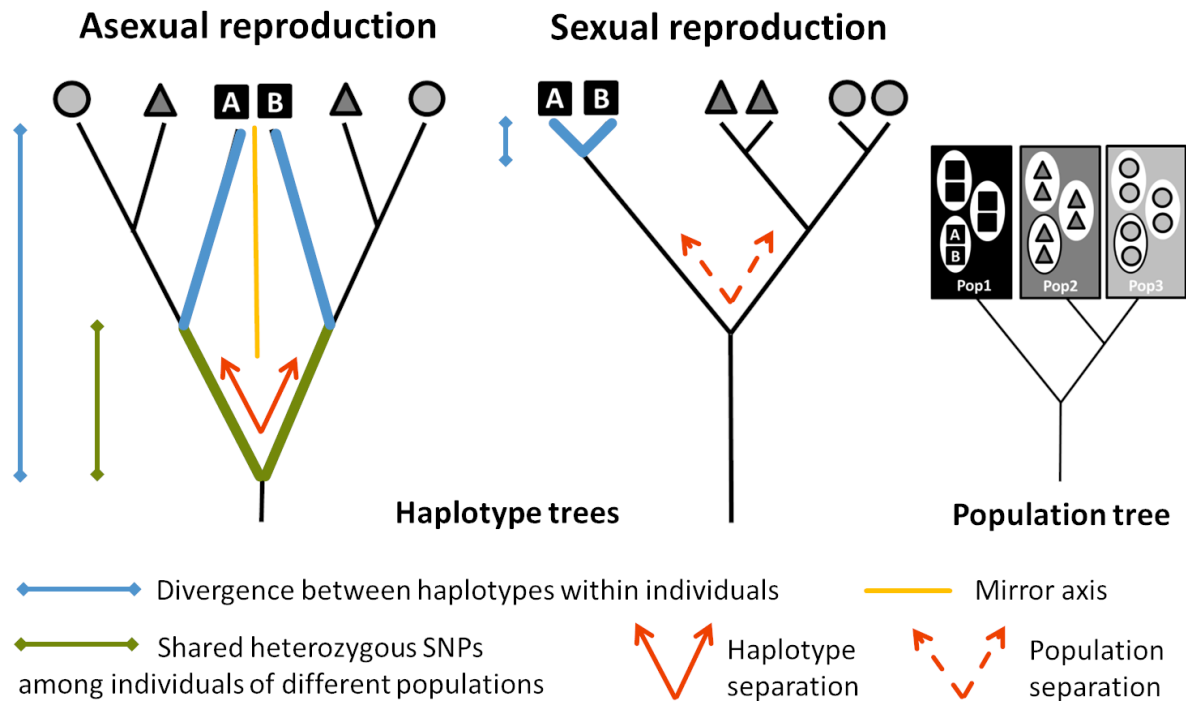 Asexual reproduction
Sexual reproduction
A B
A B
A
B
Pop1
Pop2
Pop3
Haplotype trees
Population tree
Divergence between haplotypes within individuals
Mirror axis
Shared heterozygous SNPs
among individuals of different populations
Haplotype
separation
Population
separation